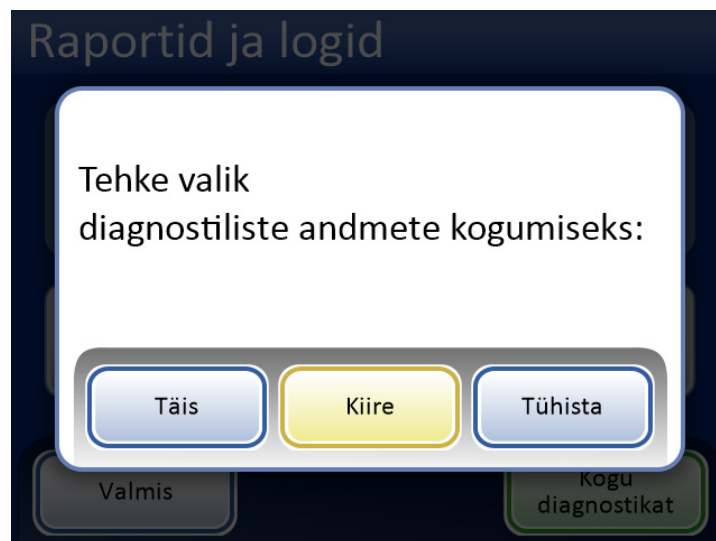 Raportid ja logid
Tehke valik
diagnostiliste andmete kogumiseks:
Täis
Kiire
Tühista
Valmis
Kogu
diagnostikat